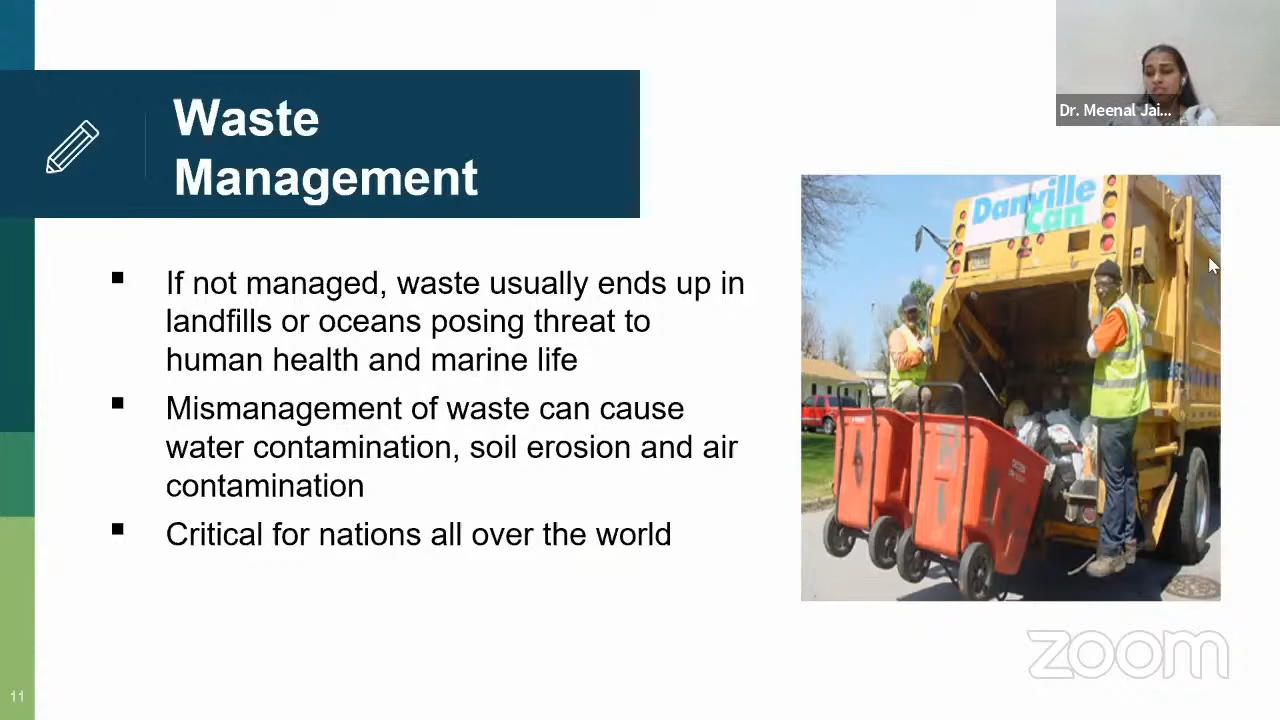 Waste
Management
Dr. Meenal Jai...
Danville
Can
If not managed, waste usually ends up in
landfills or oceans posing threat to
human health and marine life
Mismanagement of waste can cause
water contamination, soil erosion and air
contamination
Critical for nations all over the world
zoom
11